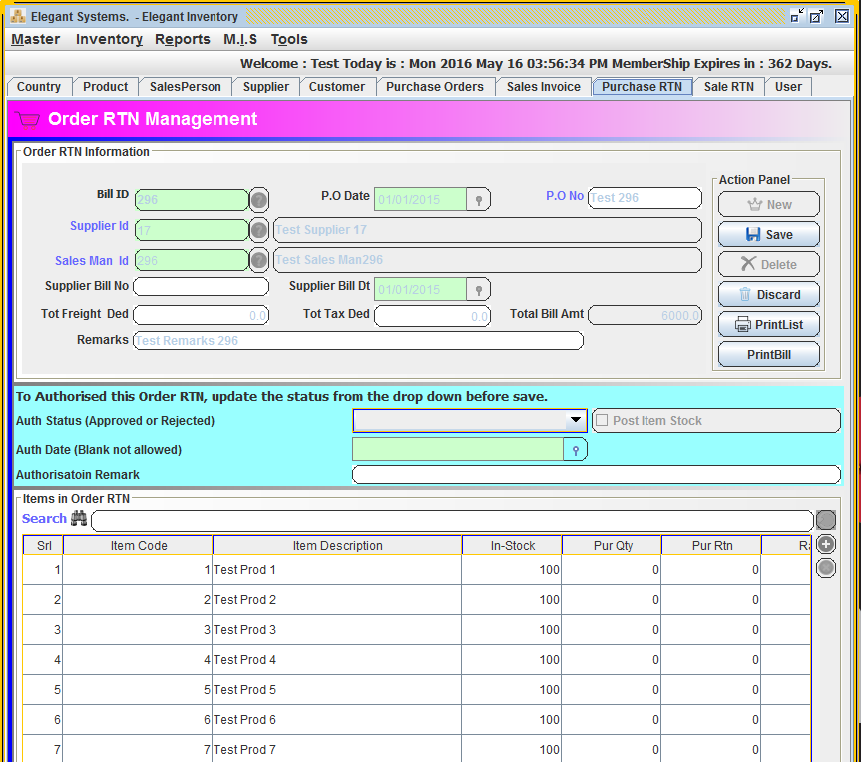 Elegant Systems. - Elegant Inventory
Master Inventory Reports M.I.S Tools
Welcome : Test Today is : Mon 2016 May 16 03:56:34 PM MemberShip Expires in : 362 Days.
Country Product SalesPerson Supplier Customer Purchase Orders Sales Invoice Purchase RTN Sale RTN User
Order RTN Management
Order RTN Information
Action Panel
Bill ID 296 ? P.O Date 01/01/2015 P.O No Test 296
New
Supplier Id 17 ? Test Supplier 17
Save
Sales Man Id 296 ? Test Sales Man296
Delete
Supplier Bill No Supplier Bill Dt 01/01/2015
Discard
Tot Freight Ded 0.0 Tot Tax Ded 0.0 Total Bill Amt 6000.0
PrintList
Remarks Test Remarks 296
PrintBill
To Authorised this Order RTN, update the status from the drop down before save.
Auth Status (Approved or Rejected) Post Item Stock
Auth Date (Blank not allowed)
Authorisatoin Remark
Items in Order RTN
Search
Srl Item Code Item Description In-Stock Pur Qty Pur Rtn
1 1 Test Prod 1 100 0 0
2 2 Test Prod 2 100 0 0
3 3 Test Prod 3 100 0 0
4 4 Test Prod 4 100 0 0
5 5 Test Prod 5 100 0 0
6 6 Test Prod 6 100 0 0
7 7 Test Prod 7 100 0 0